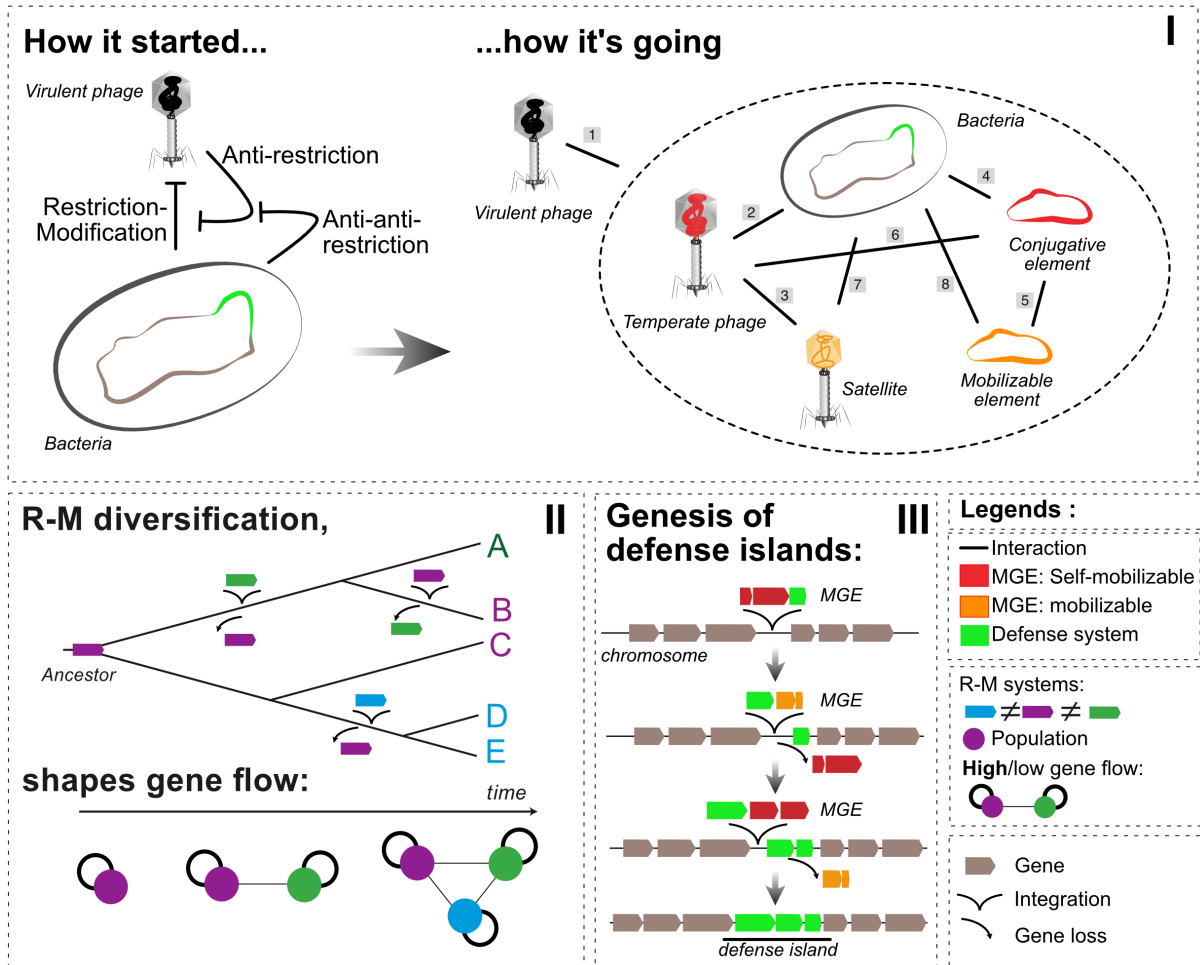 How it started...
...how it's going
I
Virulent phage
Anti-restriction
Restriction-
Modification
Anti-anti-
restriction
Bacteria
Virulent phage
1
Bacteria
2
4
6
Conjugative
element
3
7
8
5
Temperate phage
Satellite
Mobilizable
element
R-M diversification,
II
A
B
C
D
E
Ancestor
shapes gene flow:
time
Genesis of
defense islands:
III
MGE
chromosome
MGE
MGE
defense island
Legends :
Interaction
MGE: Self-mobilizable
MGE: mobilizable
Defense system
R-M systems:
≠ ≠
Population
High/low gene flow:
Gene
Integration
Gene loss